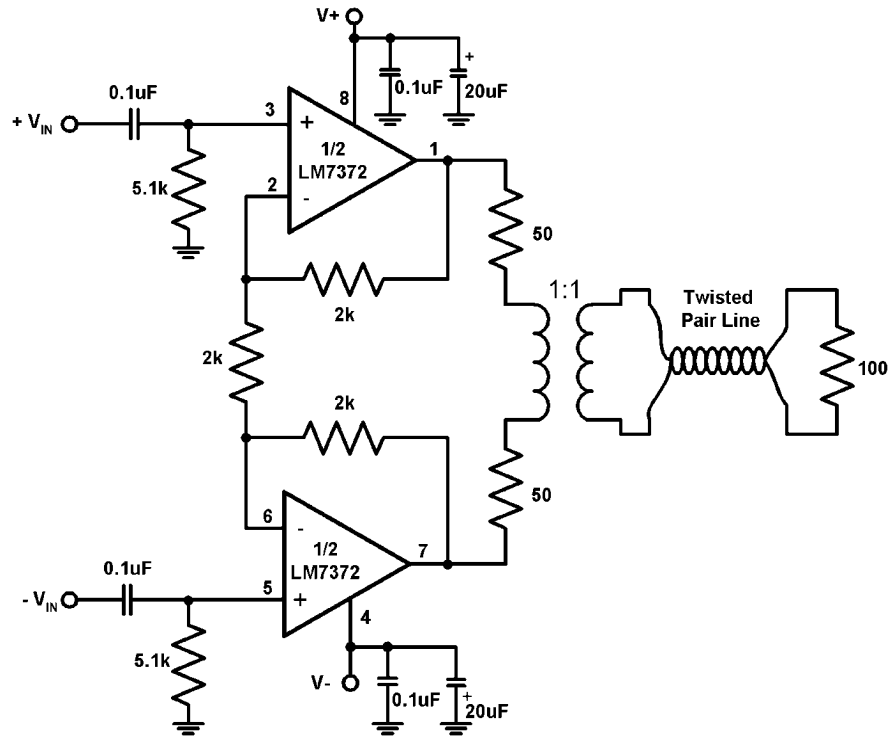 V+
+
0.1uF
0.1uF
20uF
8
+ VIN
3
+
1/2
LM7372
1
5.1k
2
-
50
2k
1:1
Twisted
Pair Line
2k
100
2k
50
6
-
1/2
LM7372
7
0.1uF
- VIN
5
+
4
5.1k
V-
0.1uF
+
20uF